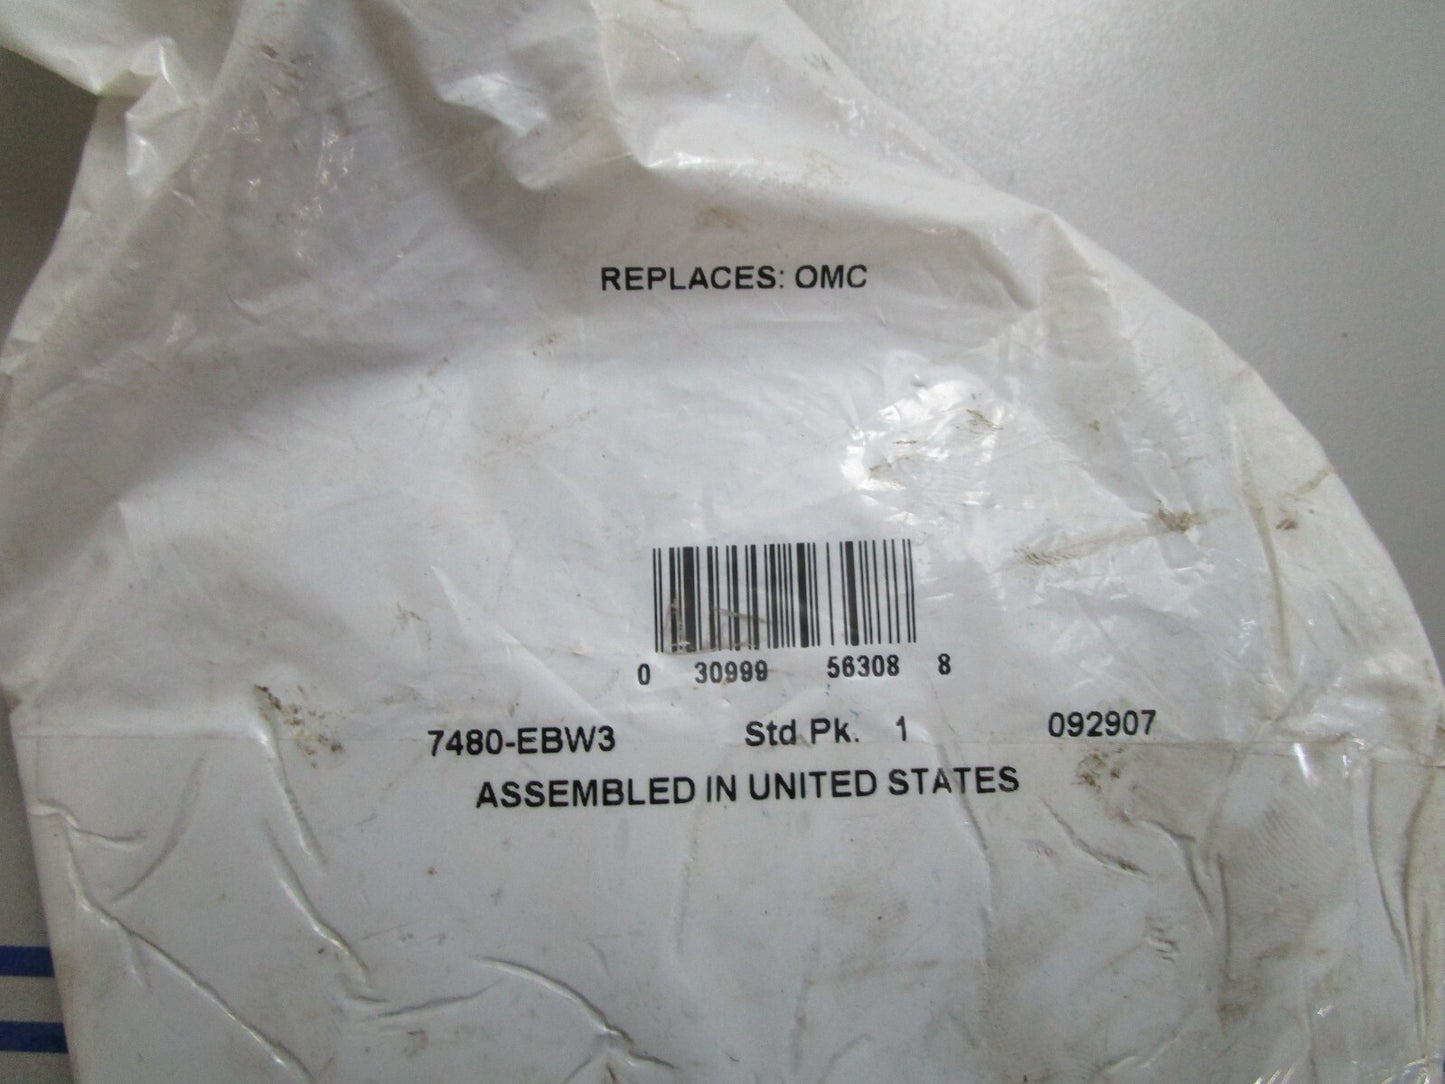 REPLACES: OMC
0 30999 56308 8
7480-EBW3 Std Pk. 1 092907
ASSEMBLED IN UNITED STATES